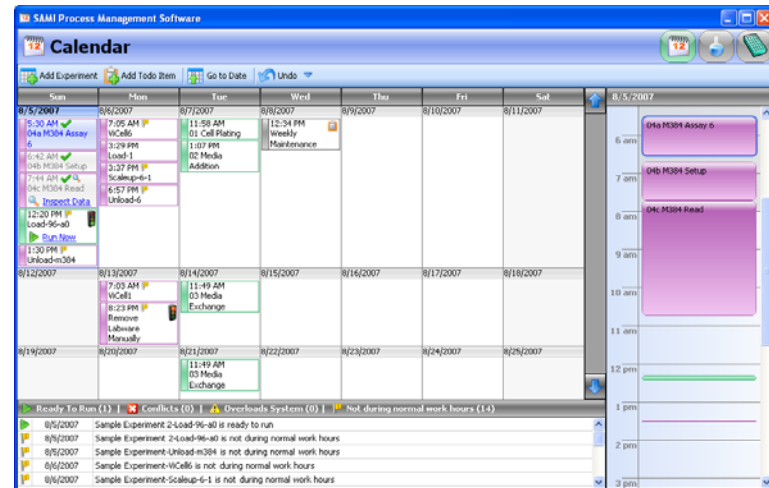 SAMI Process Management Software
Calendar
Add Experiment Add Todo Item Go to Date Undo
Sun Mon Tue Wed Thu Fri Sat 8/5/2007
8/5/2007 8/6/2007 8/7/2007 8/8/2007 8/9/2007 8/10/2007 8/11/2007
5:30 AM
04a M384 Assay
6
6:42 AM
04b M384 Setup
7:44 AM
04c M384 Read
Inspect Data
12:20 PM
Load-96-a0
Run Now
1:30 PM
Unload-m384
7:05 AM
ViCell6
3:29 PM
Load-1
3:37 PM
Scaleup-6-1
6:57 PM
Unload-6
11:58 AM
01 Cell Plating
1:07 PM
02 Media
Addition
12:34 PM
Weekly
Maintenance
8/12/2007 8/13/2007 8/14/2007 8/15/2007 8/16/2007 8/17/2007 8/18/2007
7:03 AM
ViCell1
8:23 PM
Remove
Labware
Manually
11:49 AM
03 Media
Exchange
8/19/2007 8/20/2007 8/21/2007 8/22/2007 8/23/2007 8/24/2007 8/25/2007
11:49 AM
03 Media
Exchange
6 am
04a M384 Assay 6
7 am
04b M384 Setup
8 am
04c M384 Read
9 am
10 am
11 am
12 pm
1 pm
2 pm
3 pm
Ready To Run (1) | Conflicts (0) | Overloads System (0) | Not during normal work hours (14)
8/5/2007 Sample Experiment 2-Load-96-a0 is ready to run
8/5/2007 Sample Experiment 2-Load-96-a0 is not during normal work hours
8/5/2007 Sample Experiment-Unload-m384 is not during normal work hours
8/6/2007 Sample Experiment-ViCell6 is not during normal work hours
8/6/2007 Sample Experiment-Scaleup-6-1 is not during normal work hours